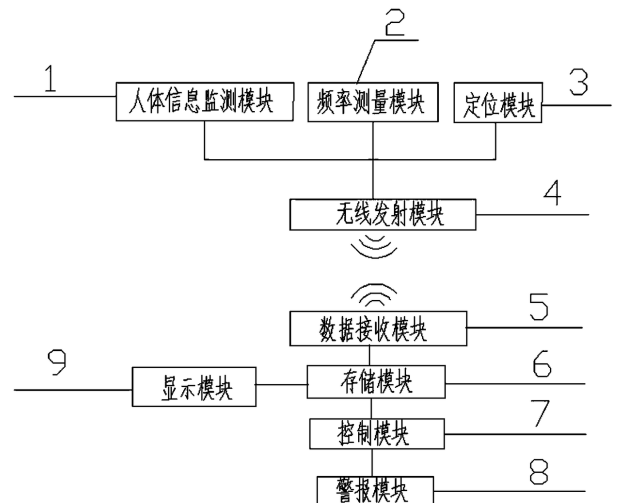 2
1
人体信息监测模块
频率测量模块
定位模块
3
无线发射模块
4
数据接收模块
5
9
显示模块
存储模块
6
控制模块
7
警报模块
8